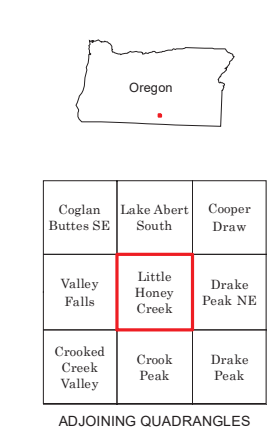 Oregon
Coglan
Buttes SE
Lake Abert
South
Cooper
Draw
Valley
Falls
Little
Honey
Creek
Drake
Peak NE
Crooked
Creek
Valley
Crook
Peak
Drake
Peak
ADJOINING QUADRANGLES